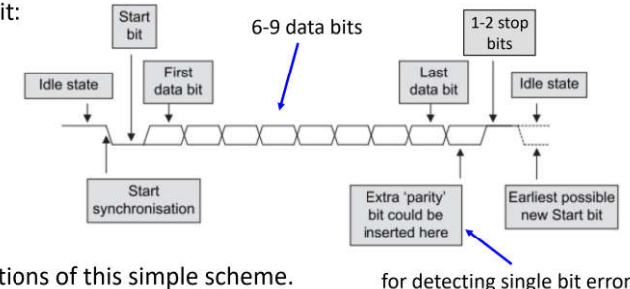 it:
Start
bit
6-9 data bits
1-2 stop
bits
Idle state
First
data bit
Last
data bit
Idle state
Start
synchronisation
Extra 'parity'
bit could be
inserted here
Earliest possible
new Start bit
tions of this simple scheme.
for detecting single bit error